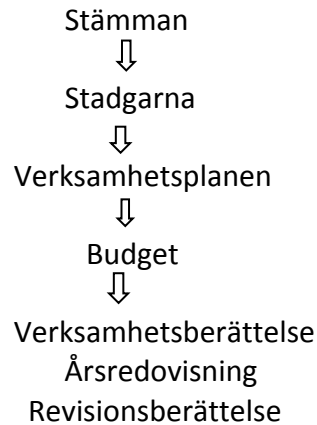 Stämman
⇩
Stadgarna
⇩
Verksamhetsplanen
⇩
Budget
⇩
Verksamhetsberättelse
Årsredovisning
Revisionsberättelse